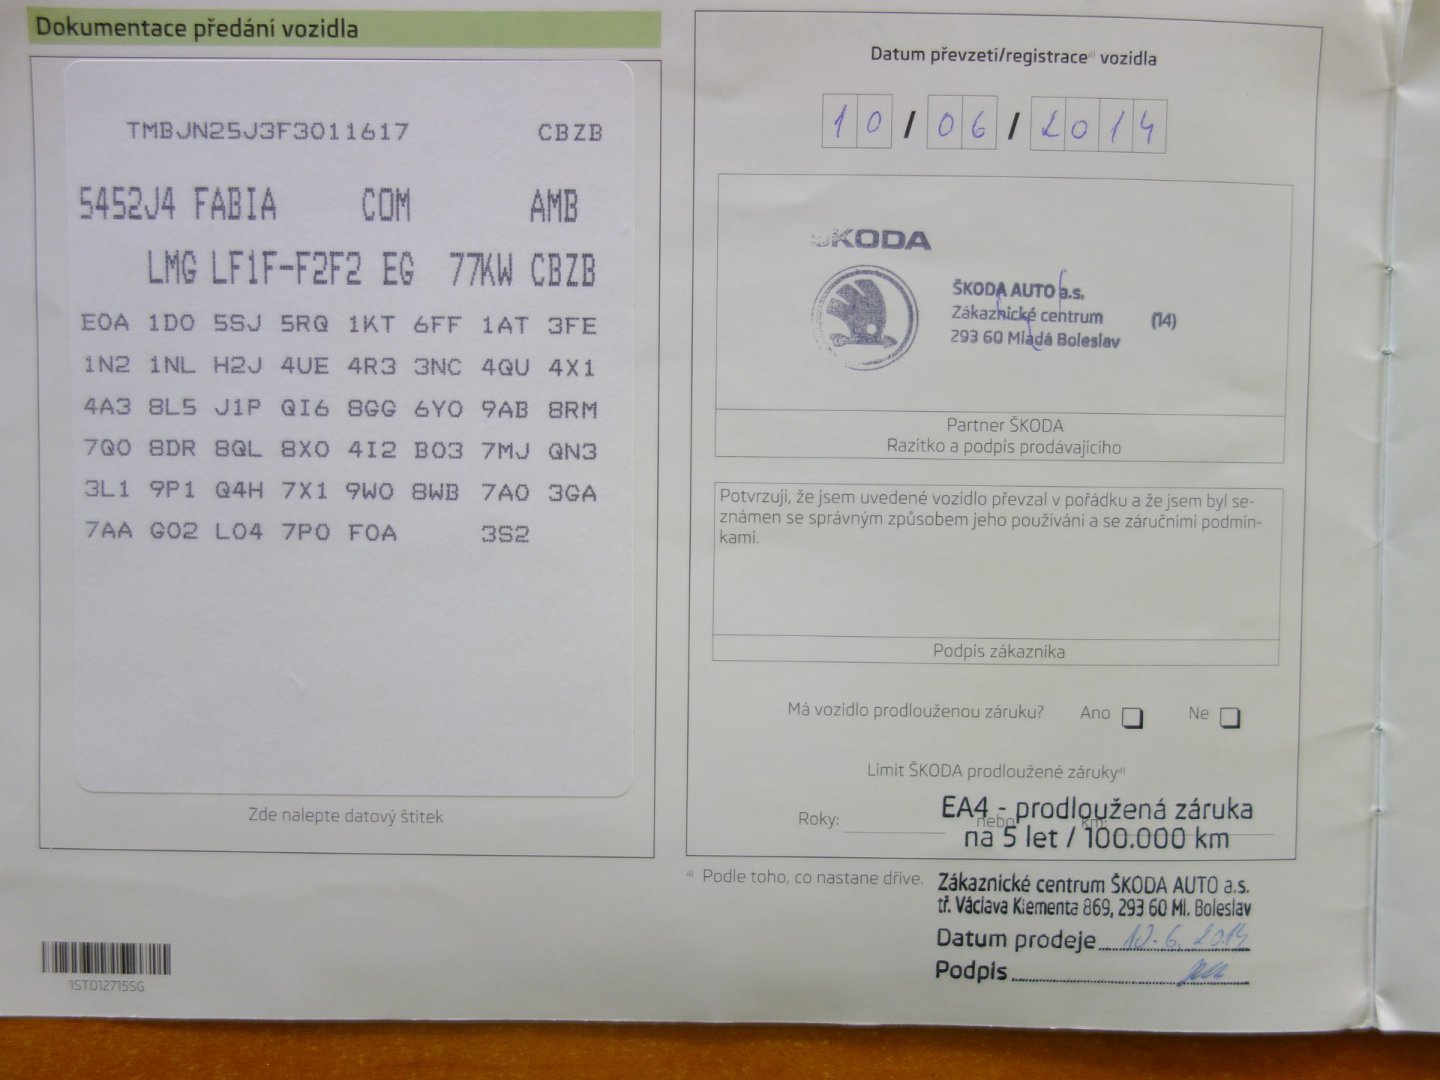 Dokumentace předání vozidla
TMBJN25J3F3011617 CBZB
5452J4 FABIA COM AMB
LMG LF1F-F2F2 EG 77KW CBZB
E0A 1D0 5SJ 5RQ 1KT 6FF 1AT 3FE
1N2 1NL H2J 4UE 4R3 3NC 4QU 4X1
4A3 8L5 J1P QI6 8GG 6Y0 9AB 8RM
7Q0 8DR 8QL 8X0 4I2 B03 7MJ QN3
3L1 9P1 Q4H 7X1 9W0 8WB 7A0 3GA
7AA G02 L04 7P0 F0A 3S2
Zde nalepte datový štítek
1ST012715SG
Datum převzetí/registrace a) vozidla
10/06/2014
ŠKODA
ŠKODA AUTO a.s.
Zákaznické centrum (14)
293 60 Mladá Boleslav
Partner ŠKODA
Razítko a podpis prodávajícího
Potvrzuji, že jsem uvedené vozidlo převzal v pořádku a že jsem byl se-
známen se správným způsobem jeho používání a se záručními podmín-
kami.
Podpis zákazníka
Má vozidlo prodlouženou záruku? Ano Ne
Limit ŠKODA prodloužené záruky a)
Roky: nebo km:
EA4 - prodloužená záruka
na 5 let / 100.000 km
a) Podle toho, co nastane dříve.
Zákaznické centrum ŠKODA AUTO a.s.
tř. Václava Klementa 869, 293 60 Ml. Boleslav
Datum prodeje 10.6.2014
Podpis